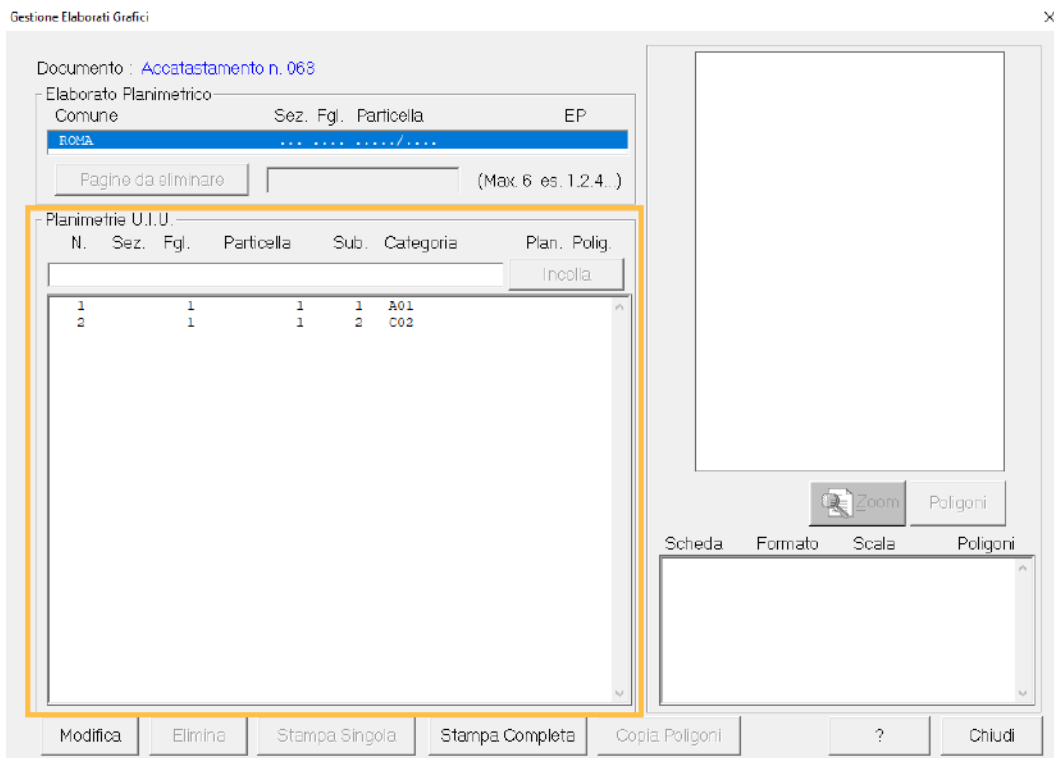 Gestione Elaborati Grafici
Documento : Accatastamento n. 068
Elaborato Planimetrico
Comune Sez. Fgl. Particella EP
ROMA ... .... ...../....
Pagine da eliminare (Max. 6 es. 1,2,4...)
Planimetrie U.I.U.
N. Sez. Fgl. Particella Sub. Categoria Plan. Polig.
Incolla
1 1 1 1 A01
2 1 1 2 C02
Zoom Poligoni
Scheda Formato Scala Poligoni
Modifica Elimina Stampa Singola Stampa Completa Copia Poligoni ? Chiudi